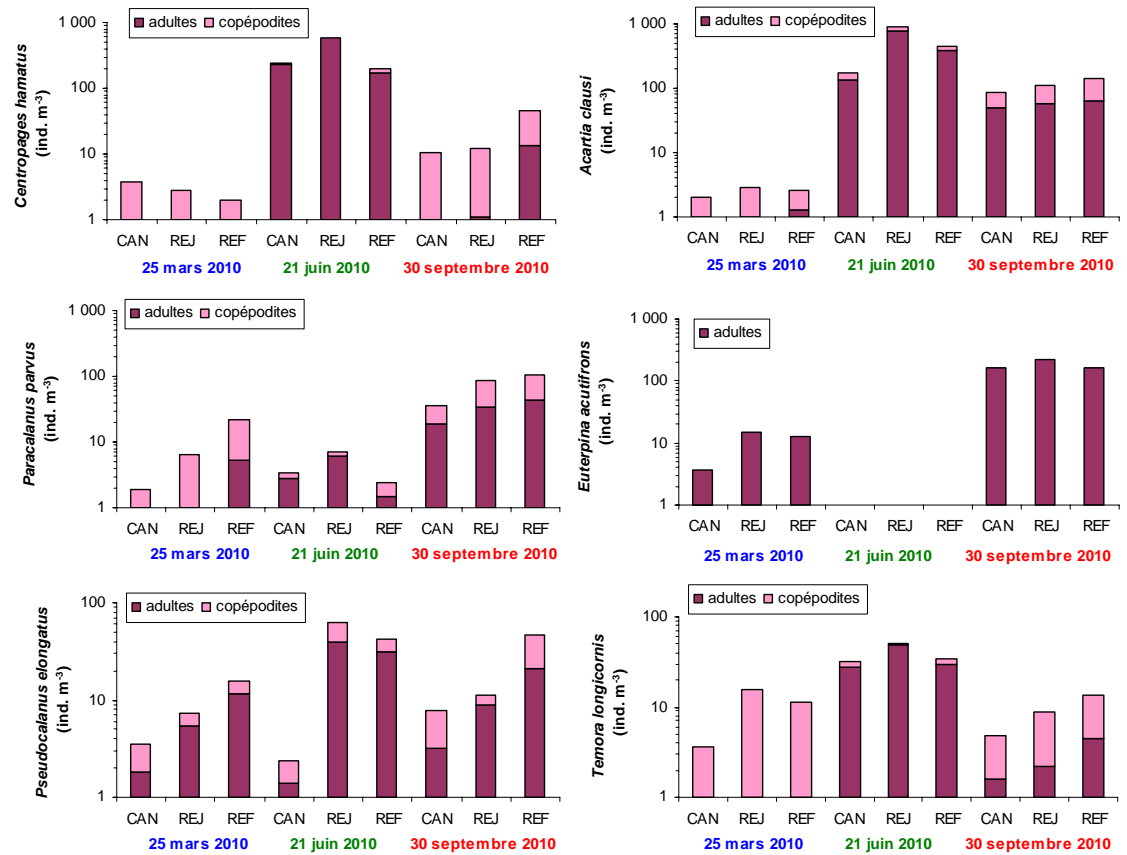 Centropages hamatus
(ind. m-3)
1 000
100
10
1
adultes copépodites
CAN REJ REF CAN REJ REF CAN REJ REF
25 mars 2010 21 juin 2010 30 septembre 2010
Acartia clausi
(ind. m-3)
1 000
100
10
1
adultes copépodites
CAN REJ REF CAN REJ REF CAN REJ REF
25 mars 2010 21 juin 2010 30 septembre 2010
Paracalanus parvus
(ind. m-3)
1 000
100
10
1
adultes copépodites
CAN REJ REF CAN REJ REF CAN REJ REF
25 mars 2010 21 juin 2010 30 septembre 2010
Euterpina acutifrons
(ind. m-3)
1 000
100
10
1
adultes
CAN REJ REF CAN REJ REF CAN REJ REF
25 mars 2010 21 juin 2010 30 septembre 2010
Pseudocalanus elongatus
(ind. m-3)
100
10
1
adultes copépodites
CAN REJ REF CAN REJ REF CAN REJ REF
25 mars 2010 21 juin 2010 30 septembre 2010
Temora longicornis
(ind. m-3)
100
10
1
adultes copépodites
CAN REJ REF CAN REJ REF CAN REJ REF
25 mars 2010 21 juin 2010 30 septembre 2010